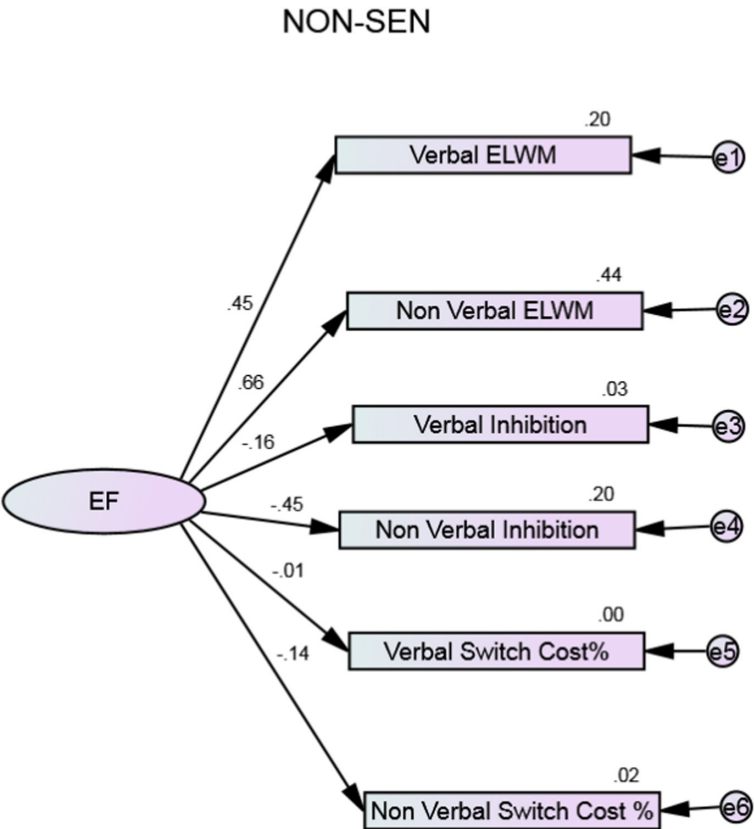 NON-SEN
.20
Verbal ELWM
e1
.45
.44
Non Verbal ELWM
e2
.66
.03
Verbal Inhibition
e3
-.16
EF
.20
Non Verbal Inhibition
e4
-.45
.00
Verbal Switch Cost%
e5
-.01
-.14
.02
Non Verbal Switch Cost %
e6